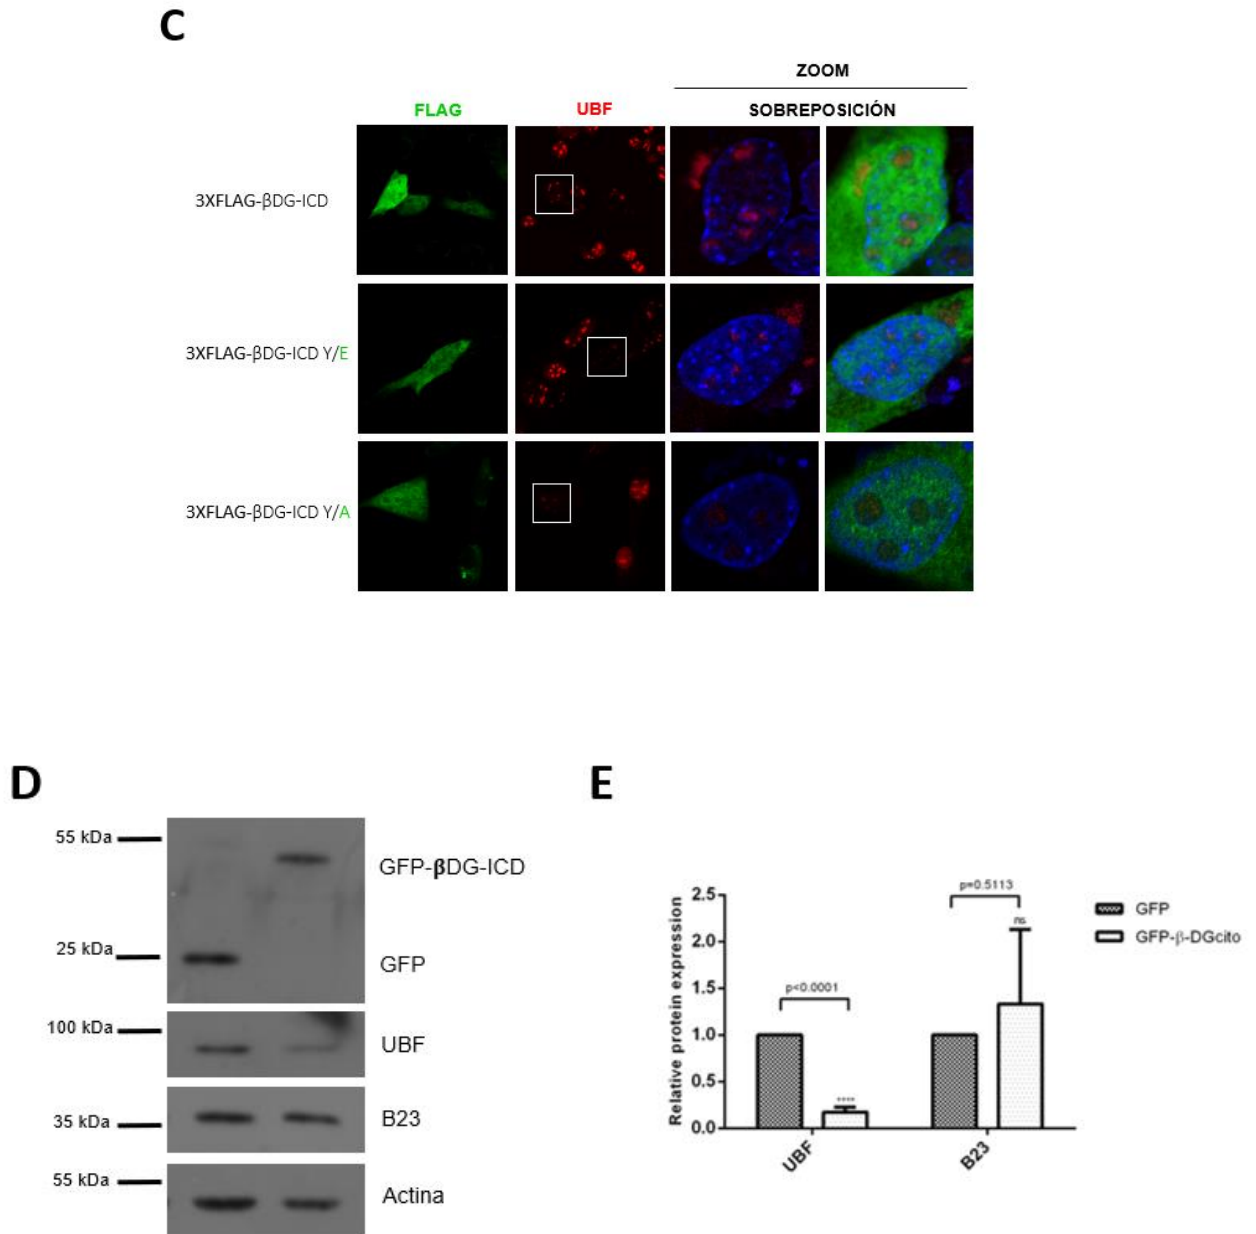 C
ZOOM
FLAG
UBF
SOBREPOSICIÓN
3XFLAG-βDG-ICD
3XFLAG-βDG-ICD Y/E
3XFLAG-βDG-ICD Y/A
D
55 kDa
GFP-βDG-ICD
25 kDa
GFP
100 kDa
UBF
35 kDa
B23
55 kDa
Actina
E
Relative protein expression
2.5
2.0
1.5
1.0
0.5
0.0
p<0.0001
****
p=0.5113
ns
UBF
B23
GFP
GFP-β-DGcito